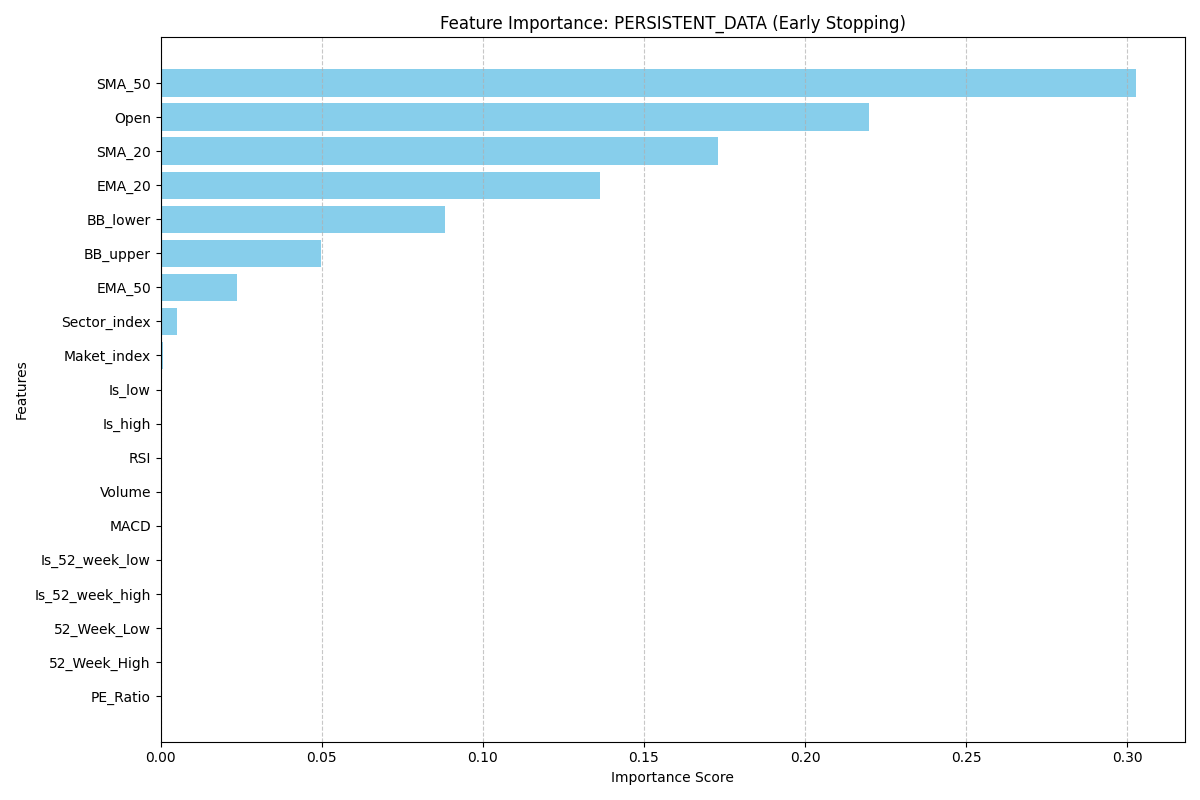 Feature Importance: PERSISTENT_DATA (Early Stopping)
SMA_50
Open
SMA_20
EMA_20
BB_lower
BB_upper
EMA_50
Sector_index
Maket_index
Is_low
Is_high
RSI
Volume
MACD
Is_52_week_low
Is_52_week_high
52_Week_Low
52_Week_High
PE_Ratio
Features
0.00 0.05 0.10 0.15 0.20 0.25 0.30
Importance Score